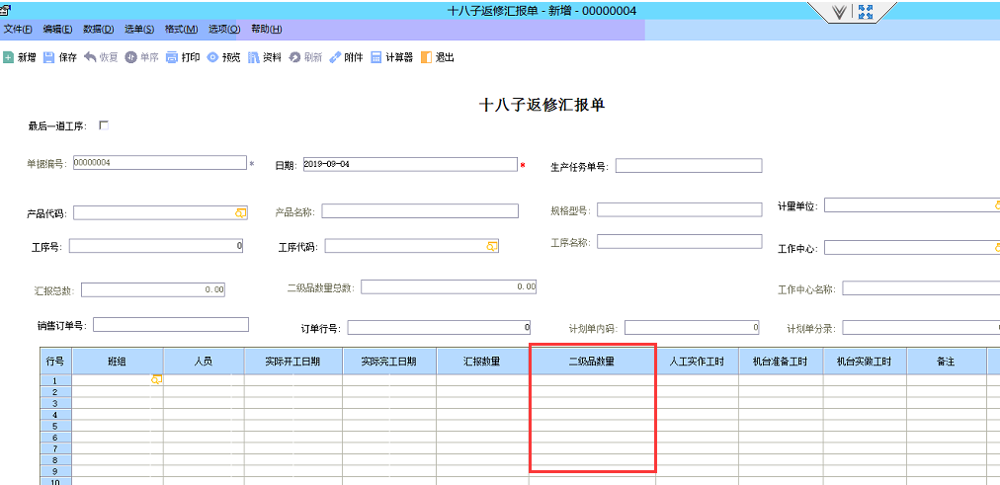 十八子返修汇报单 - 新增 - 00000004
文件(F) 编辑(E) 数据(D) 选单(S) 格式(M) 选项(O) 帮助(H)
新增 保存 恢复 单序 打印 预览 资料 刷新 附件 计算器 退出
十八子返修汇报单
最后一道工序:
单据编号: 00000004 * 日期: 2019-09-04 * 生产任务单号:
产品代码: 产品名称: 规格型号: 计量单位:
工序号: 0 工序代码: 工序名称: 工作中心:
汇报总数: 0.00 二级品数量总数: 0.00 工作中心名称:
销售订单号: 订单行号: 0 计划单内码: 0 计划单分录:
行号 班组 人员 实际开工日期 实际完工日期 汇报数量 二级品数量 人工实作工时 机台准备工时 机台实做工时 备注
1
2
3
4
5
6
7
8
9
10